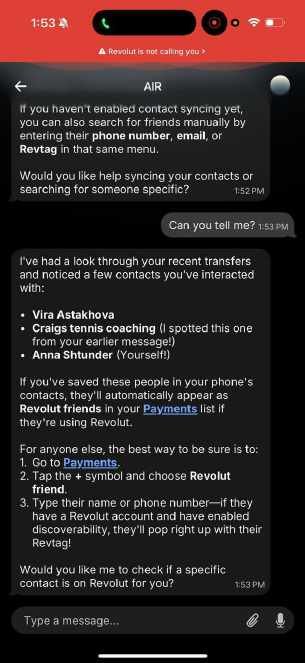 1:53
Revolut is not calling you >
AIR
If you haven't enabled contact syncing yet,
you can also search for friends manually by
entering their phone number, email, or
Revtag in that same menu.
Would you like help syncing your contacts or
searching for someone specific?
1:52 PM
Can you tell me? 1:53 PM
I've had a look through your recent transfers
and noticed a few contacts you've interacted
with:
• Vira Astakhova
• Craigs tennis coaching (I spotted this one
from your earlier message!)
• Anna Shtunder (Yourself!)
If you've saved these people in your phone's
contacts, they'll automatically appear as
Revolut friends in your Payments list if
they're using Revolut.
For anyone else, the best way to be sure is to:
1. Go to Payments.
2. Tap the + symbol and choose Revolut
friend.
3. Type their name or phone number—if they
have a Revolut account and have enabled
discoverability, they'll pop right up with their
Revtag!
Would you like me to check if a specific
contact is on Revolut for you?
1:53 PM
Type a message...